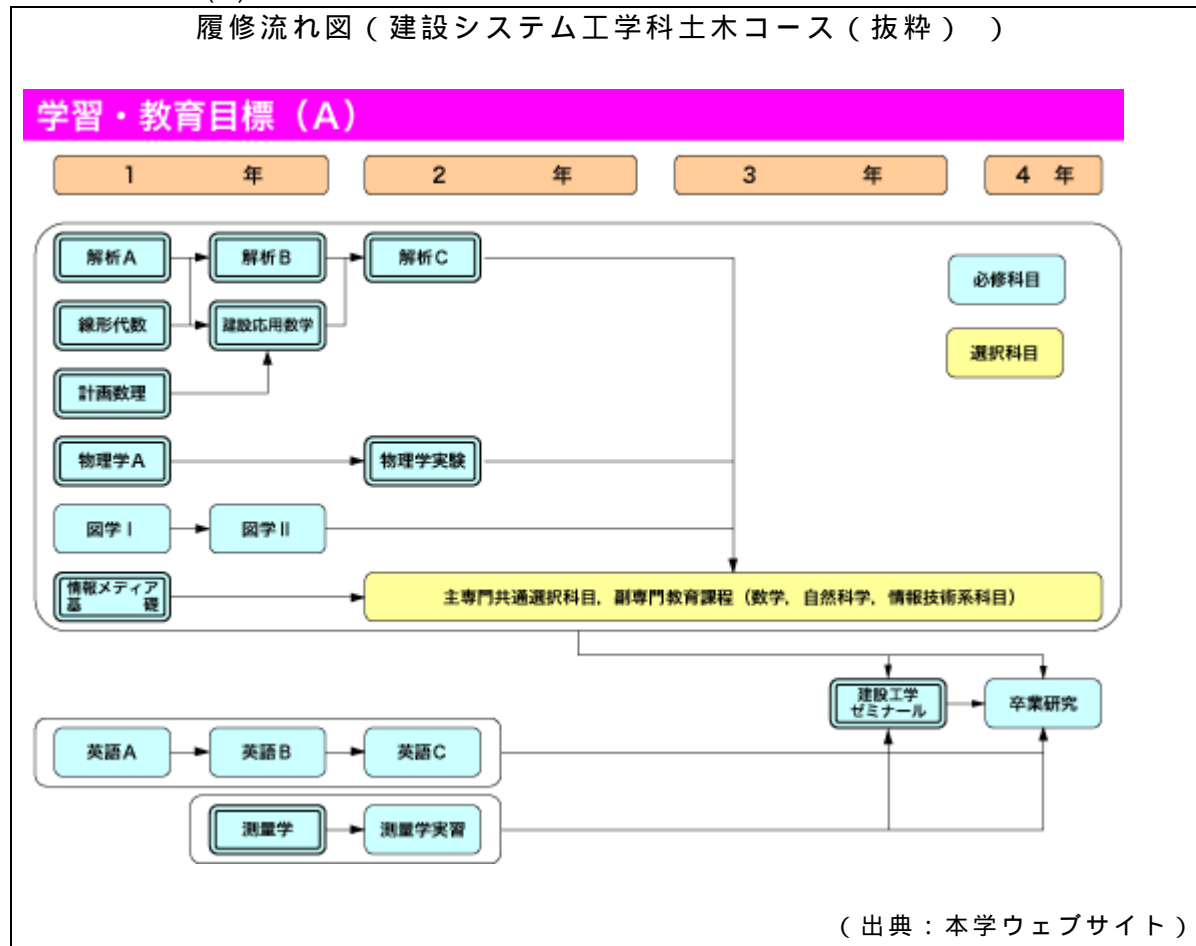 履修流れ図（建設システム工学科土木コース（抜粋） ）
学習・教育目標（A）
1 年
2 年
3 年
4 年
解析A
解析B
解析C
必修科目
線形代数
建設応用数学
選択科目
計画数理
物理学A
物理学実験
図学Ⅰ
図学Ⅱ
情報メディア
基 礎
主専門共通選択科目，副専門教育課程（数学，自然科学，情報技術系科目）
建設工学
ゼミナール
卒業研究
英語A
英語B
英語C
測量学
測量学実習
（出典：本学ウェブサイト）